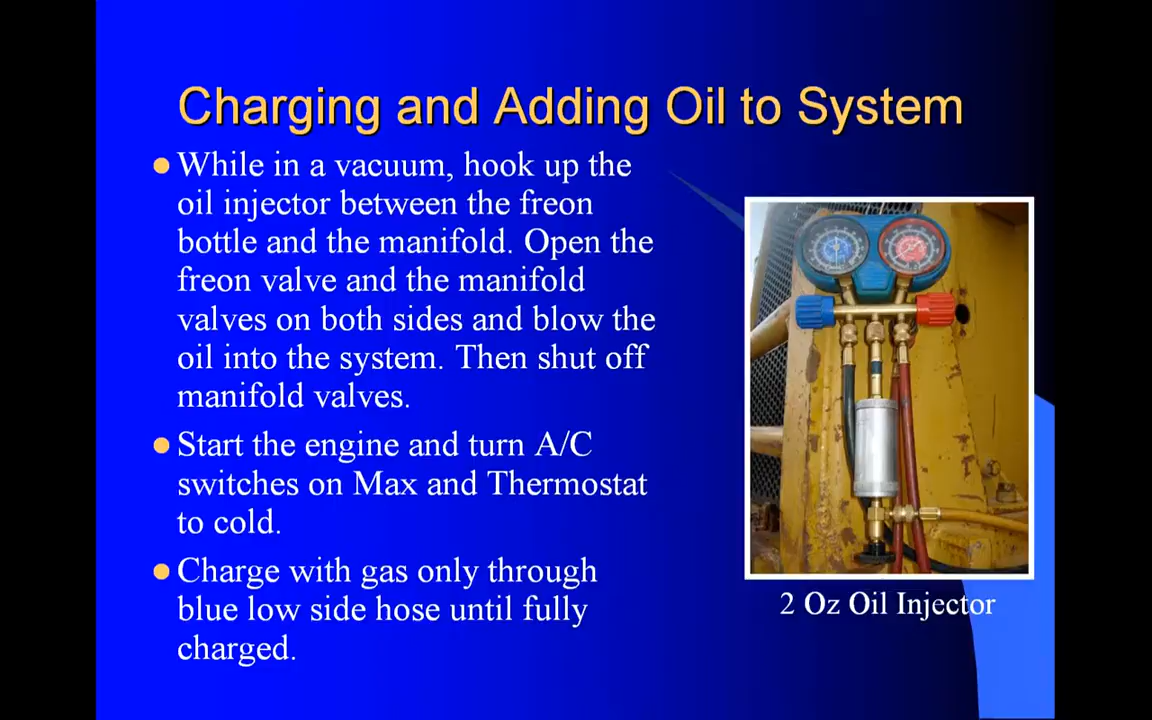 Charging and Adding Oil to System
While in a vacuum, hook up the
oil injector between the freon
bottle and the manifold. Open the
freon valve and the manifold
valves on both sides and blow the
oil into the system. Then shut off
manifold valves.
Start the engine and turn A/C
switches on Max and Thermostat
to cold.
Charge with gas only through
blue low side hose until fully
charged.
2 Oz Oil Injector